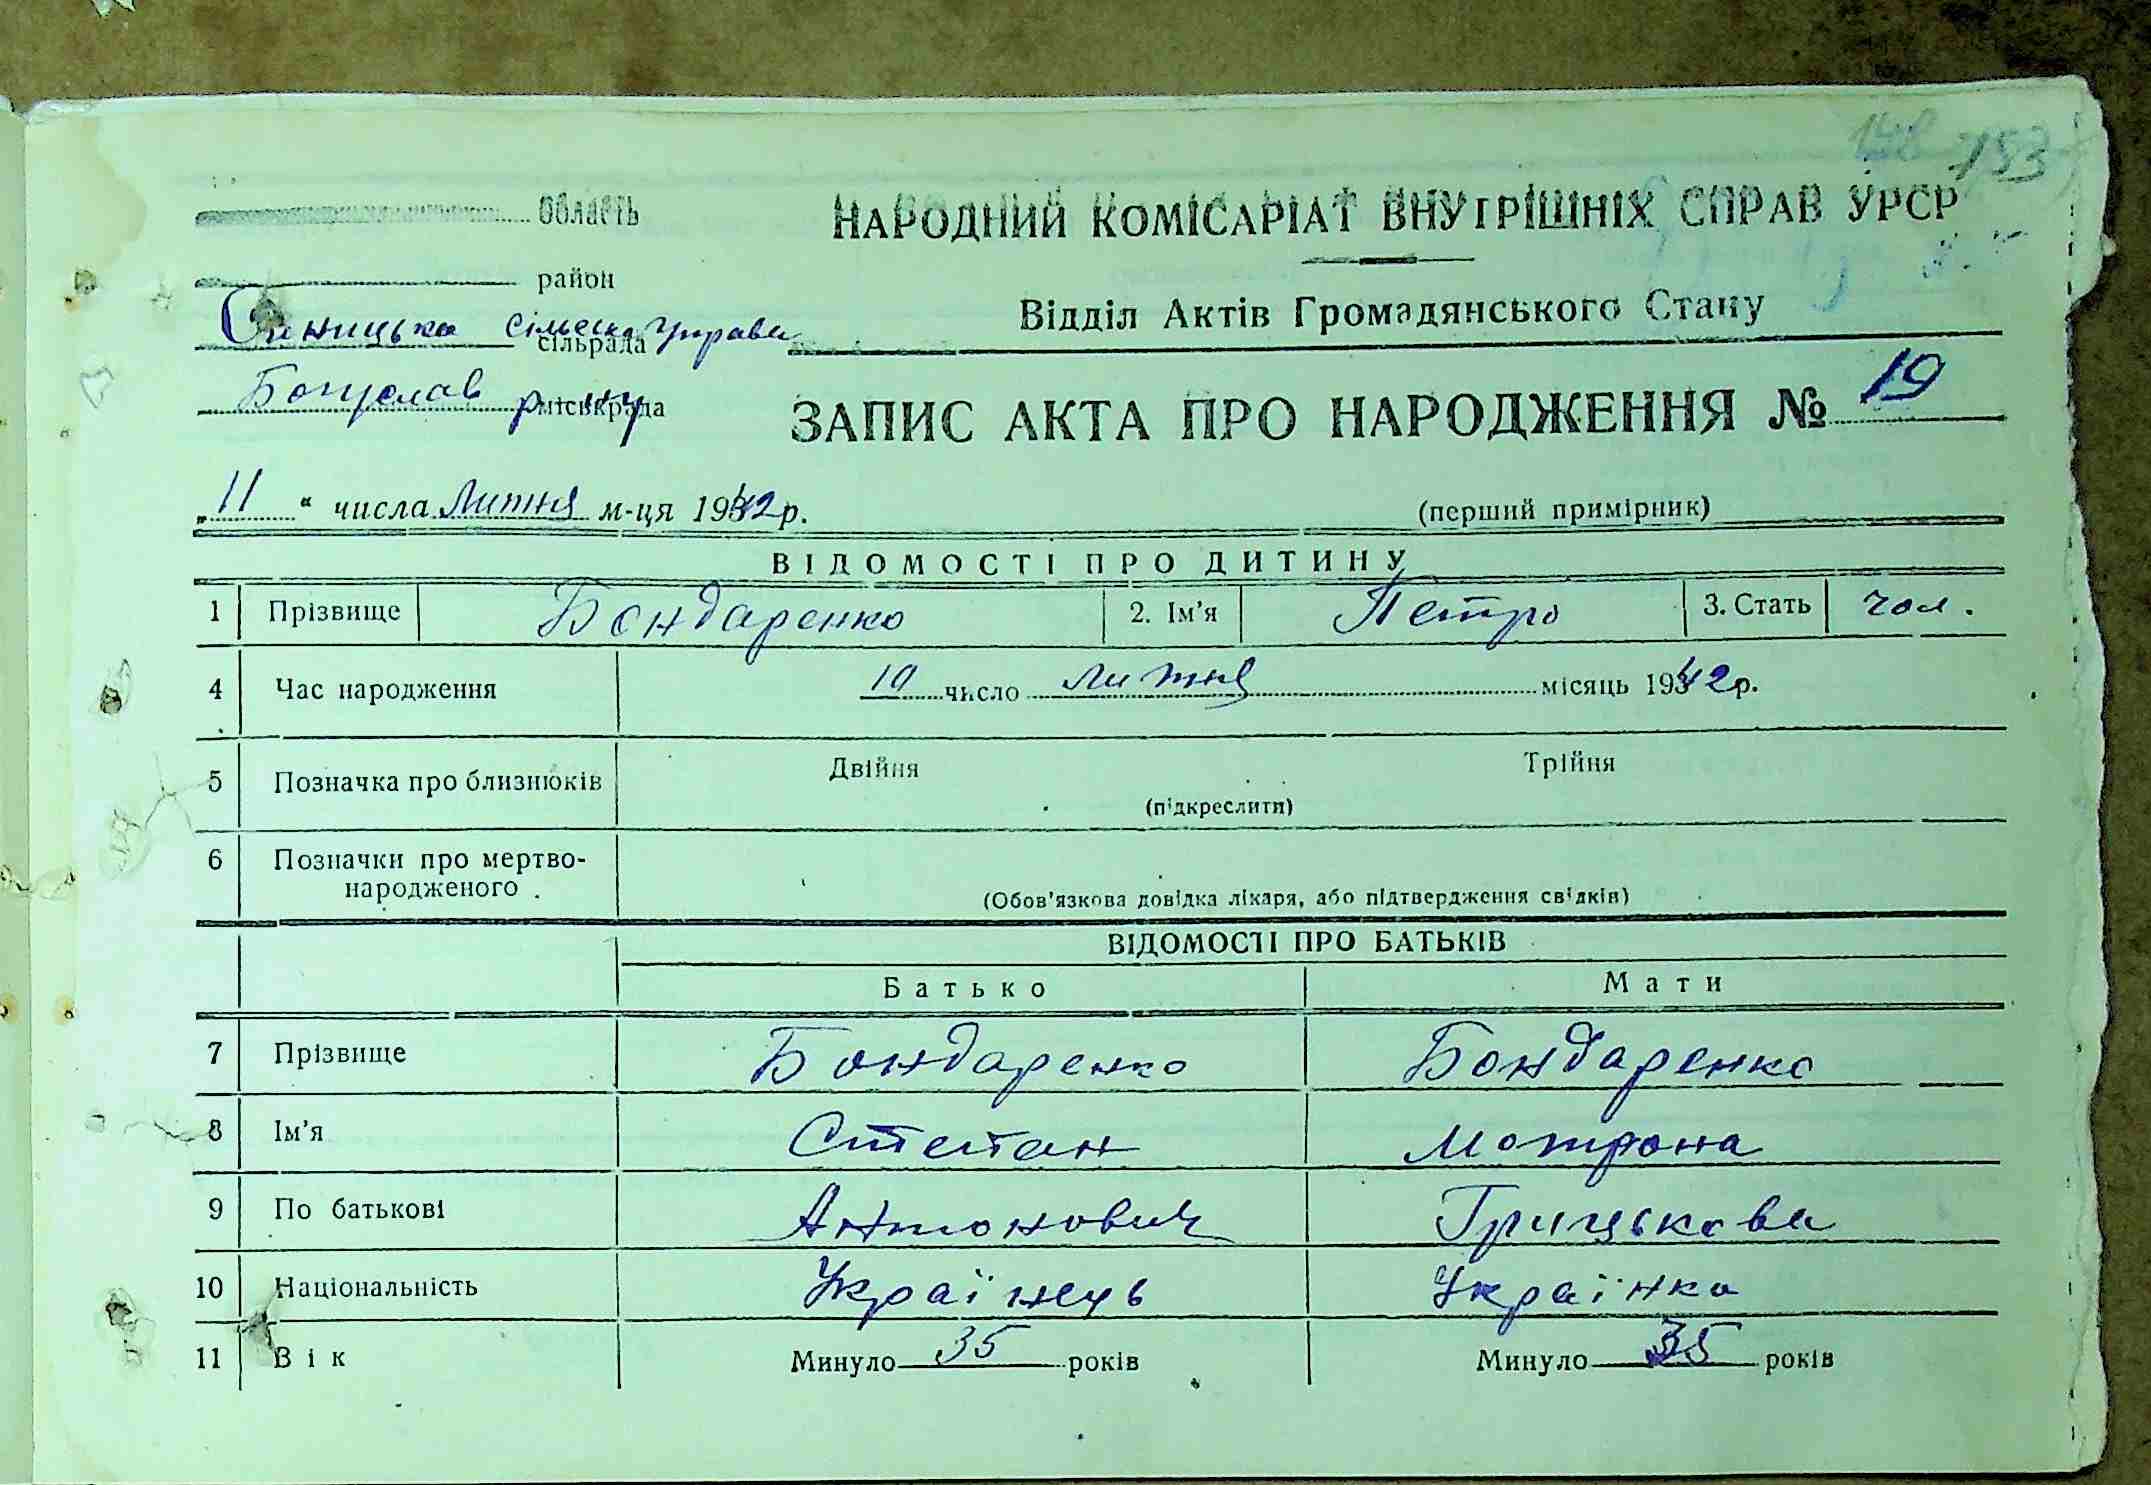 153
область НАРОДНИЙ КОМІСАРІАТ ВНУТРІШНІХ СПРАВ УРСР
район
Відділ Актів Громадянського Стану
Синицька сільська управа
сільрада
Богуслав р-ну
міськрада
ЗАПИС АКТА ПРО НАРОДЖЕННЯ № 19
„ 11 “ числа Литня м-ця 1942 р.
(перший примірник)
ВІДОМОСТІ ПРО ДИТИНУ
1 Прізвище Бондаренко 2. Ім'я Петро 3. Стать чол.
4 Час народження 10 число Литня місяць 1942 р.
5 Позначка про близнюків Двійня Трійня
(підкреслити)
6 Позначки про мертво-
народженого
(Обов'язкова довідка лікаря, або підтвердження свідків)
ВІДОМОСТІ ПРО БАТЬКІВ
Батько Мати
7 Прізвище Бондаренко Бондаренко
8 Ім'я Степан Мотрона
9 По батькові Антонович Грицькова
10 Національність Українець Українка
11 Вік Минуло 35 років Минуло 35 років